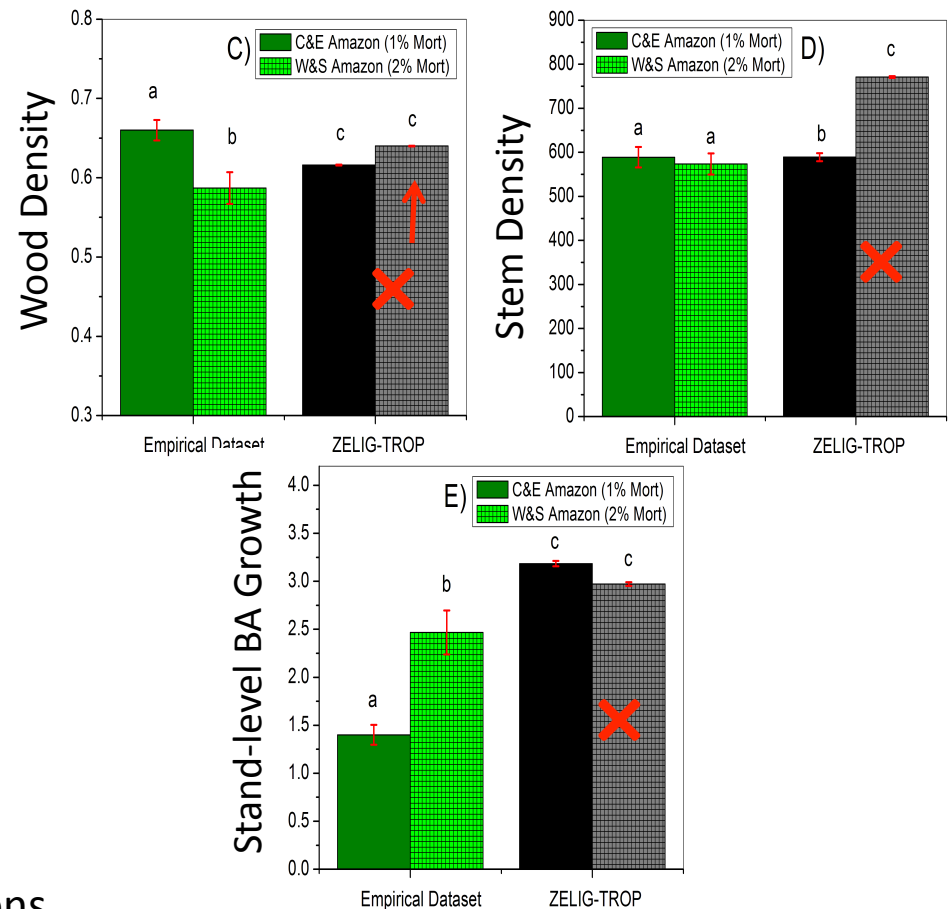 Wood Density
0.8
0.7
0.6
0.5
0.4
0.3
C)
C&E Amazon (1% Mort)
W&S Amazon (2% Mort)
a
b
c
c
Empirical Dataset
ZELIG-TROP
Stem Density
900
800
700
600
500
400
300
200
100
0
C&E Amazon (1% Mort)
W&S Amazon (2% Mort)
D)
a
a
b
c
Empirical Dataset
ZELIG-TROP
Stand-level BA Growth
4.0
3.5
3.0
2.5
2.0
1.5
1.0
0.5
0.0
E)
C&E Amazon (1% Mort)
W&S Amazon (2% Mort)
a
b
c
c
Empirical Dataset
ZELIG-TROP